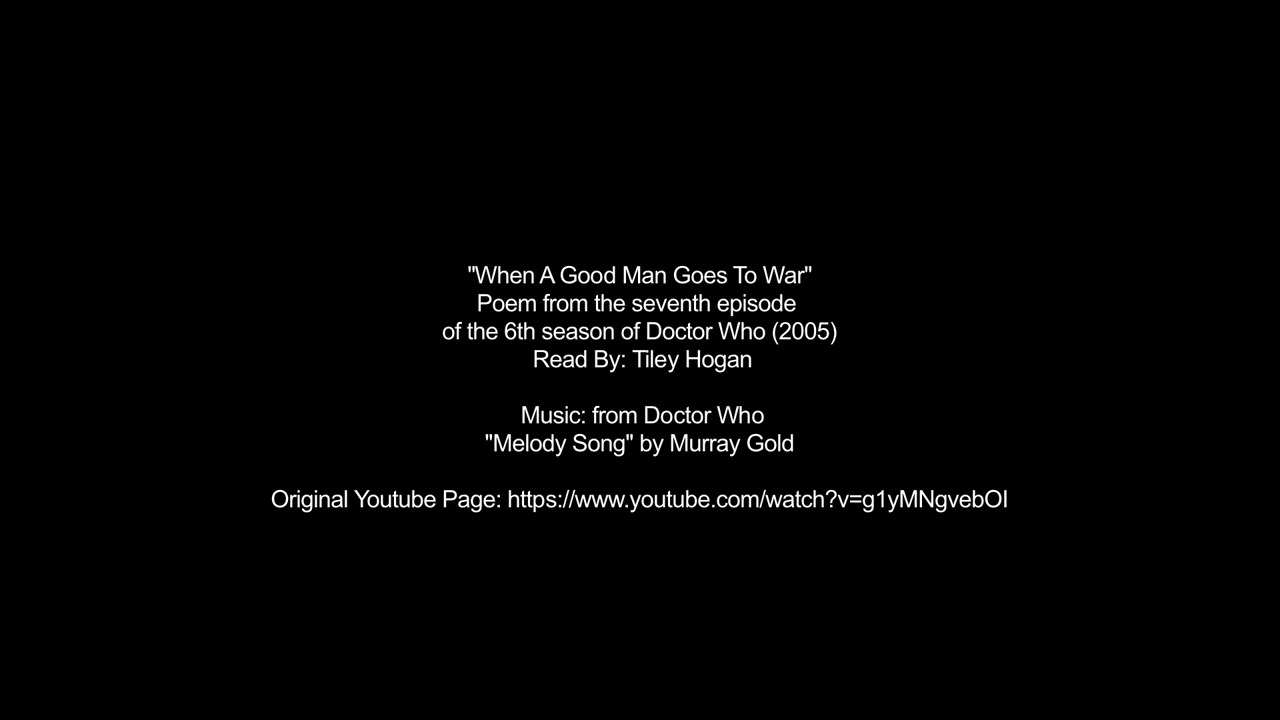 "When A Good Man Goes To War"
Poem from the seventh episode
of the 6th season of Doctor Who (2005)
Read By: Tiley Hogan
Music: from Doctor Who
"Melody Song" by Murray Gold
Original Youtube Page: https://www.youtube.com/watch?v=g1yMNgvebOI